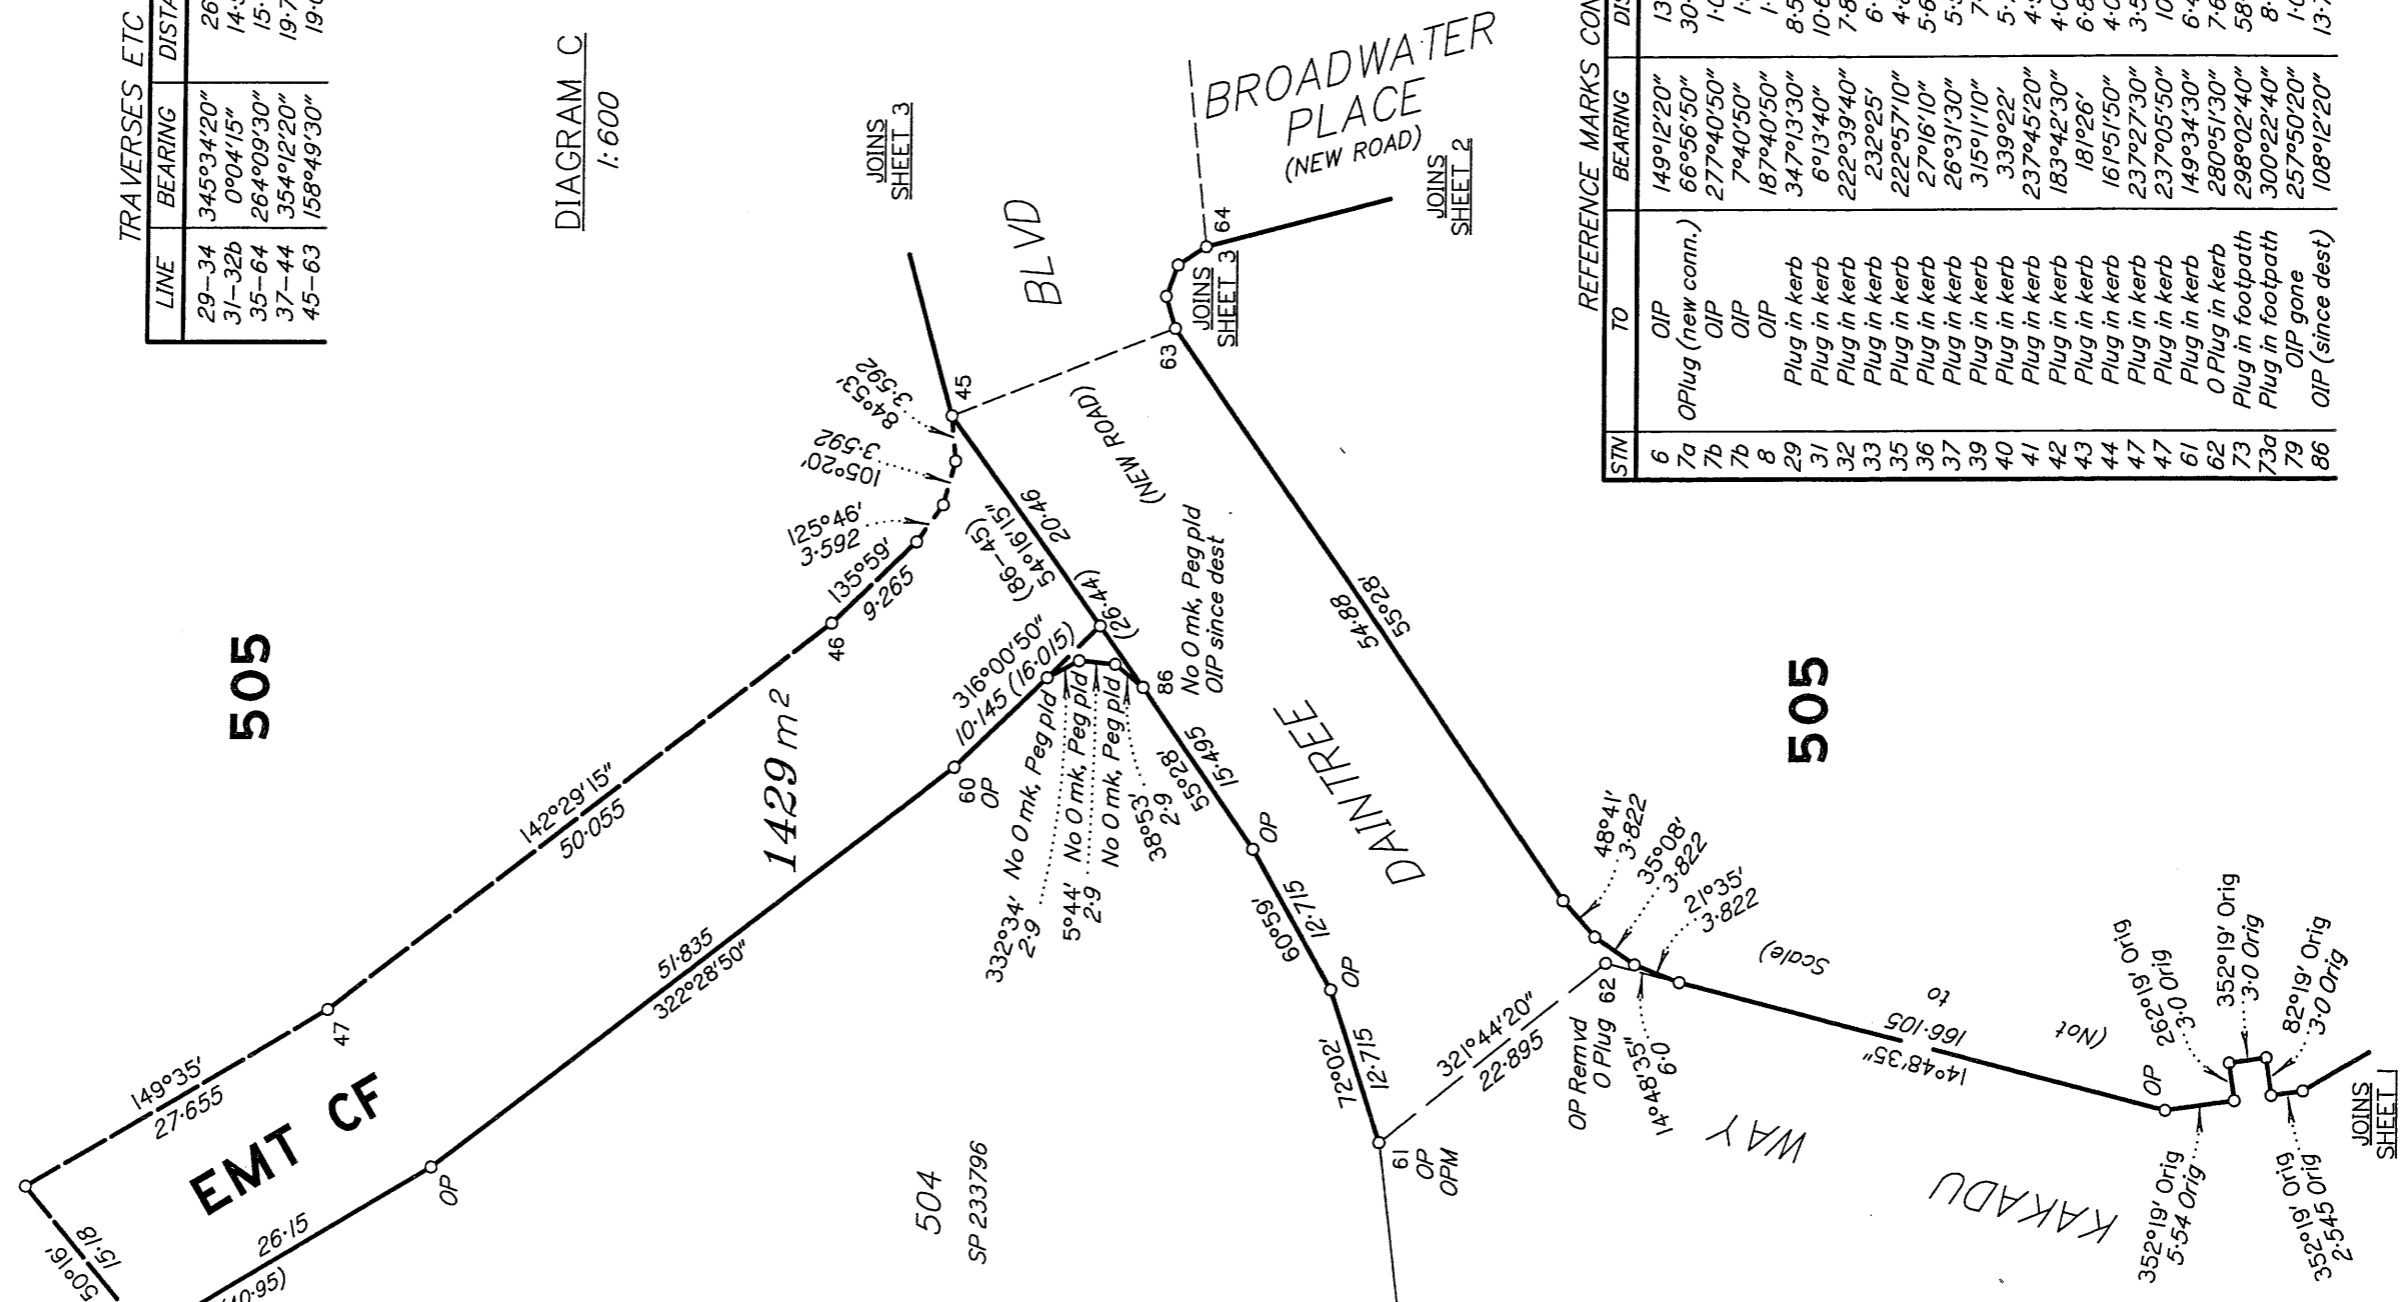 TRAVERSES ETC
LINE BEARING
29-34 345°34'20"
31-32b 0°04'15"
35-64 264°09'30"
37-44 354°12'20"
45-63 158°49'30"
DIAGRAM C
1:600
JOINS
SHEET 3
BLVD
BROADWATER
PLACE
(NEW ROAD)
JOINS
SHEET 2
64
JOINS
SHEET 3
63
45
84°53'
3·592
105°20'
3·592
125°46'
3·592
135°59'
9·265
46
(NEW ROAD)
20·46
54°16'15"
(86-45)
(26·44)
No O mk, Peg pld
OIP since dest
86
316°00'50"
10·145 (16·015)
54·88
55°28'
505
1429 m²
142°29'15"
50·055
60
OP
No O mk, Peg pld
No O mk, Peg pld
No O mk, Peg pld
332°34'
2·9
5°44'
2·9
38°53'
2·9
15·495
55°28'
DAINTREE
OP
51·835
322°28'50"
47
149°35'
27·655
EMT CF
OP
26·15
15·18
50°16'
12·715
60°59'
OP
12·715
72°02'
61
OP
OPM
504
SP 233796
321°44'20"
22·895
62
OP Remvd
O Plug
14°48'35"
6·0
48°41'
3·822
35°08'
3·822
21°35'
3·822
505
(Not
to
Scale)
166·105
14°48'35"
WAY
KAKADU
OP
262°19' Orig
3·0 Orig
352°19' Orig
3·0 Orig
82°19' Orig
3·0 Orig
352°19' Orig
5·54 Orig
352°19' Orig
2·545 Orig
JOINS
SHEET 1
REFERENCE MARKS
STN TO BEARING
6 OIP 149°12'20"
7a OPlug (new conn.) 66°56'50"
7b OIP 277°40'50"
7b OIP 7°40'50"
8 OIP 187°40'50"
29 Plug in kerb 347°13'30"
31 Plug in kerb 6°13'40"
32 Plug in kerb 222°39'40"
33 Plug in kerb 232°25'
35 Plug in kerb 222°57'10"
36 Plug in kerb 27°16'10"
37 Plug in kerb 26°31'30"
39 Plug in kerb 315°11'10"
40 Plug in kerb 339°22'
41 Plug in kerb 237°45'20"
42 Plug in kerb 183°42'30"
43 Plug in kerb 181°26'
44 Plug in kerb 161°51'50"
47 Plug in kerb 237°27'30"
47 Plug in kerb 237°05'50"
61 Plug in kerb 149°34'30"
62 O Plug in kerb 280°51'30"
73 Plug in footpath 298°02'40"
73a Plug in footpath 300°22'40"
79 OIP gone 257°50'20"
86 OIP (since dest) 108°12'20"